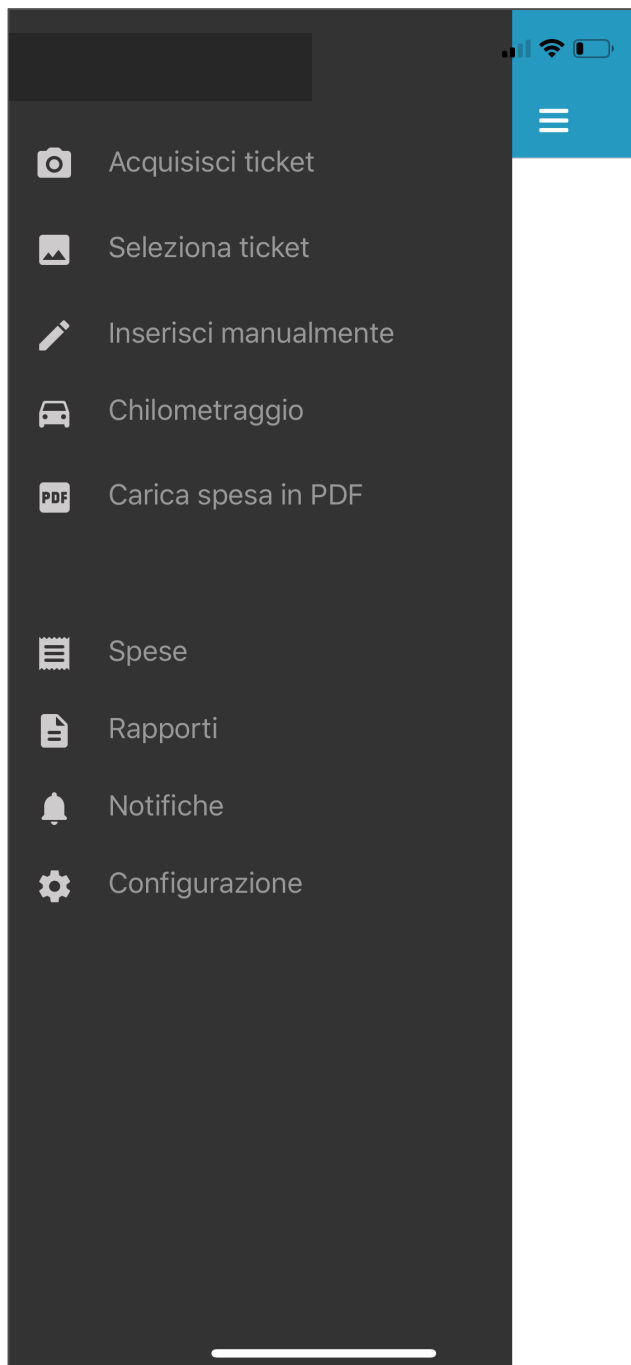 Acquisisci ticket
Seleziona ticket
Inserisci manualmente
Chilometraggio
PDF
Carica spesa in PDF
Spese
Rapporti
Notifiche
Configurazione